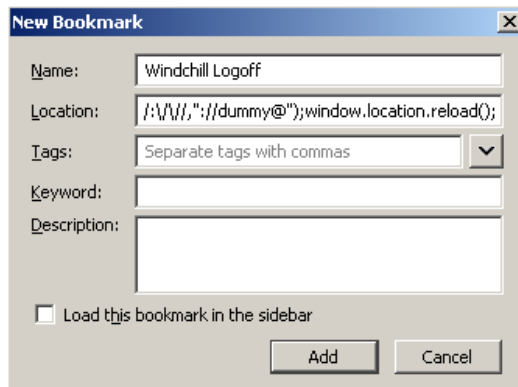 New Bookmark
Name: Windchill Logoff
Location: /:\/\//,"://dummy@");window.location.reload();
Tags: Separate tags with commas
Keyword:
Description:
Load this bookmark in the sidebar
Add Cancel